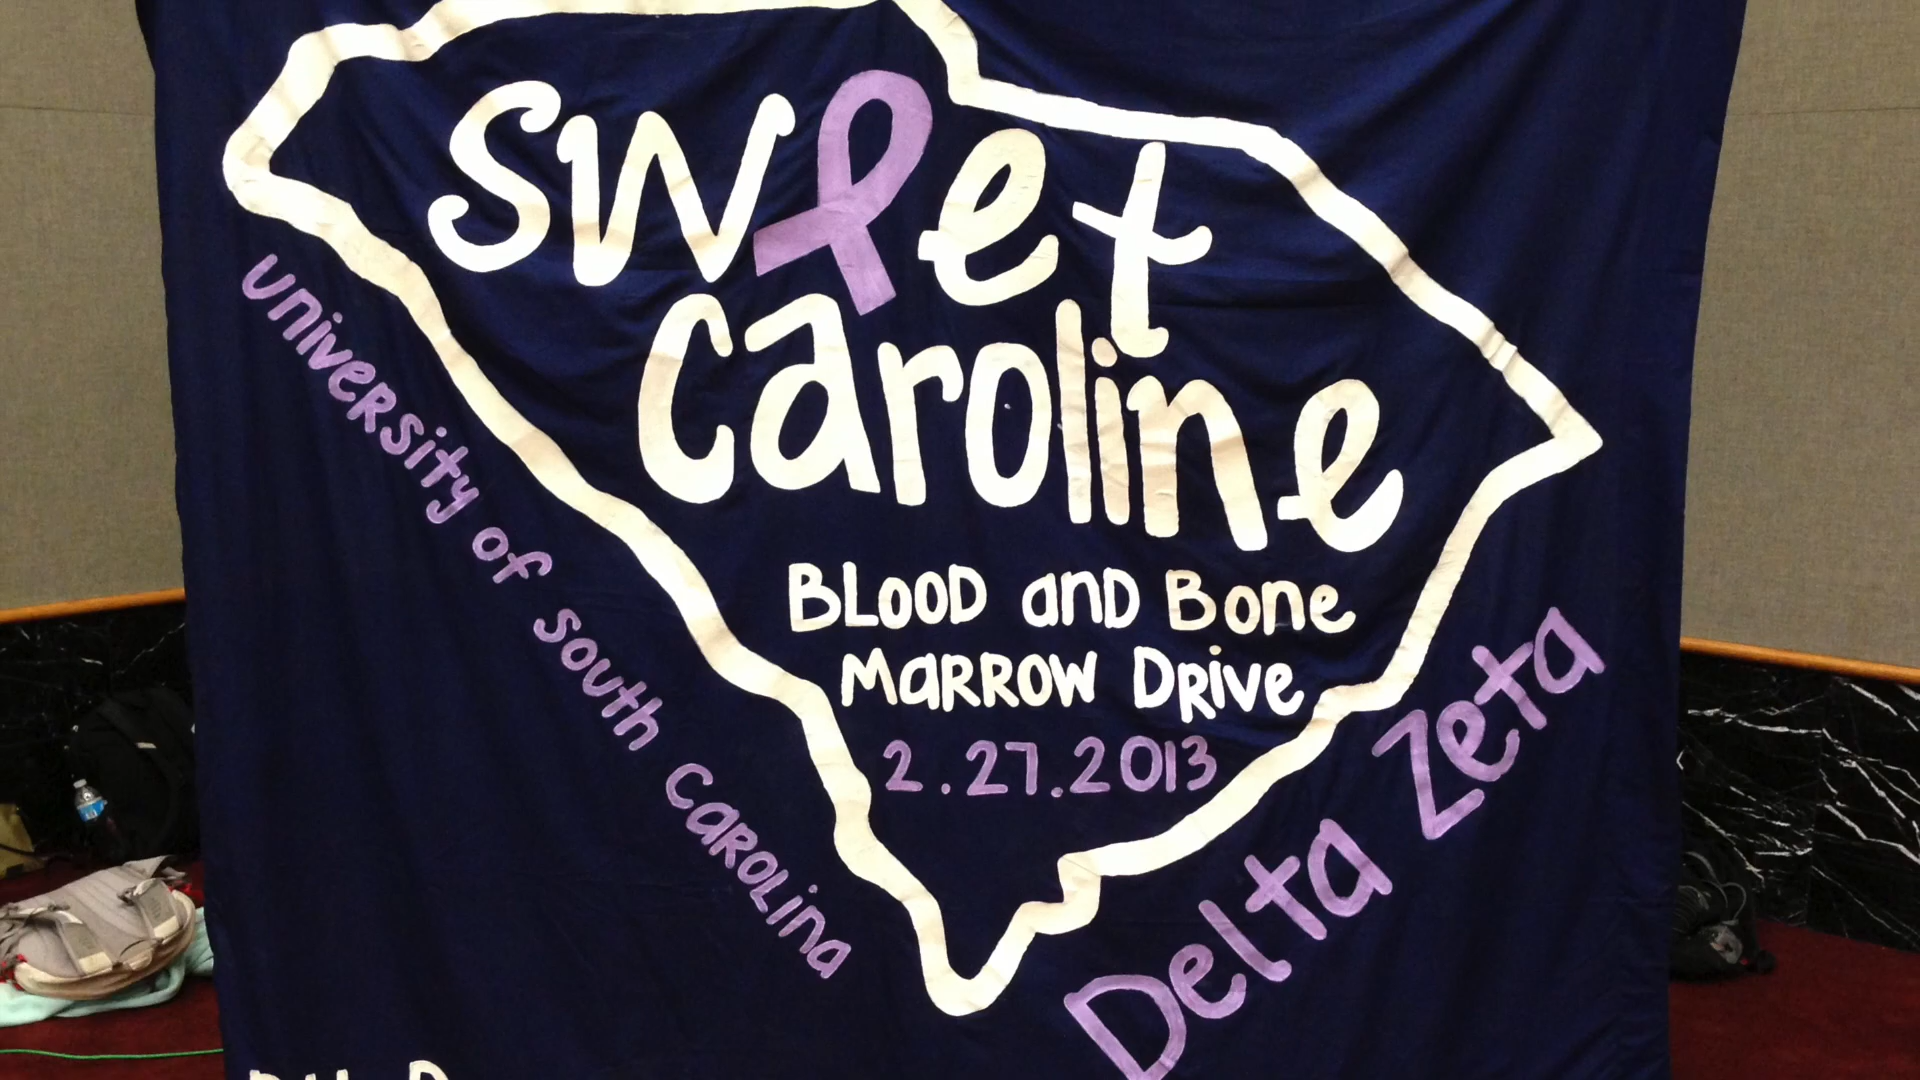 sweet
caroline
BLOOD and Bone
MARROW DRive
2.27.2013
university of south carolina
Delta Zeta